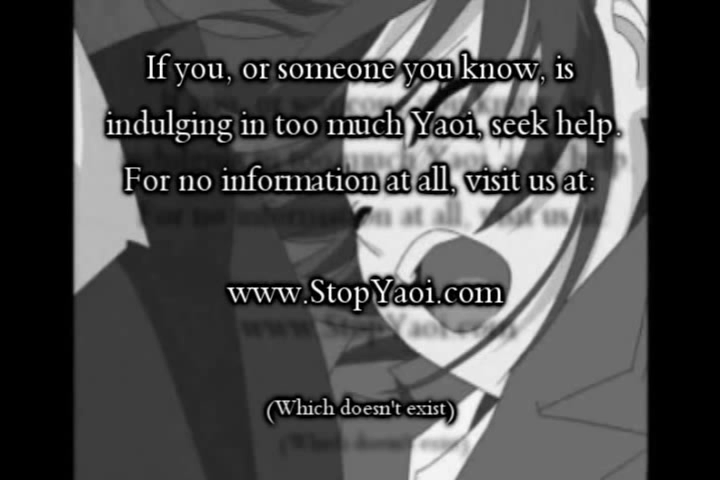 If you, or someone you know, is
indulging in too much Yaoi, seek help.
For no information at all, visit us at:
www.StopYaoi.com
(Which doesn't exist)